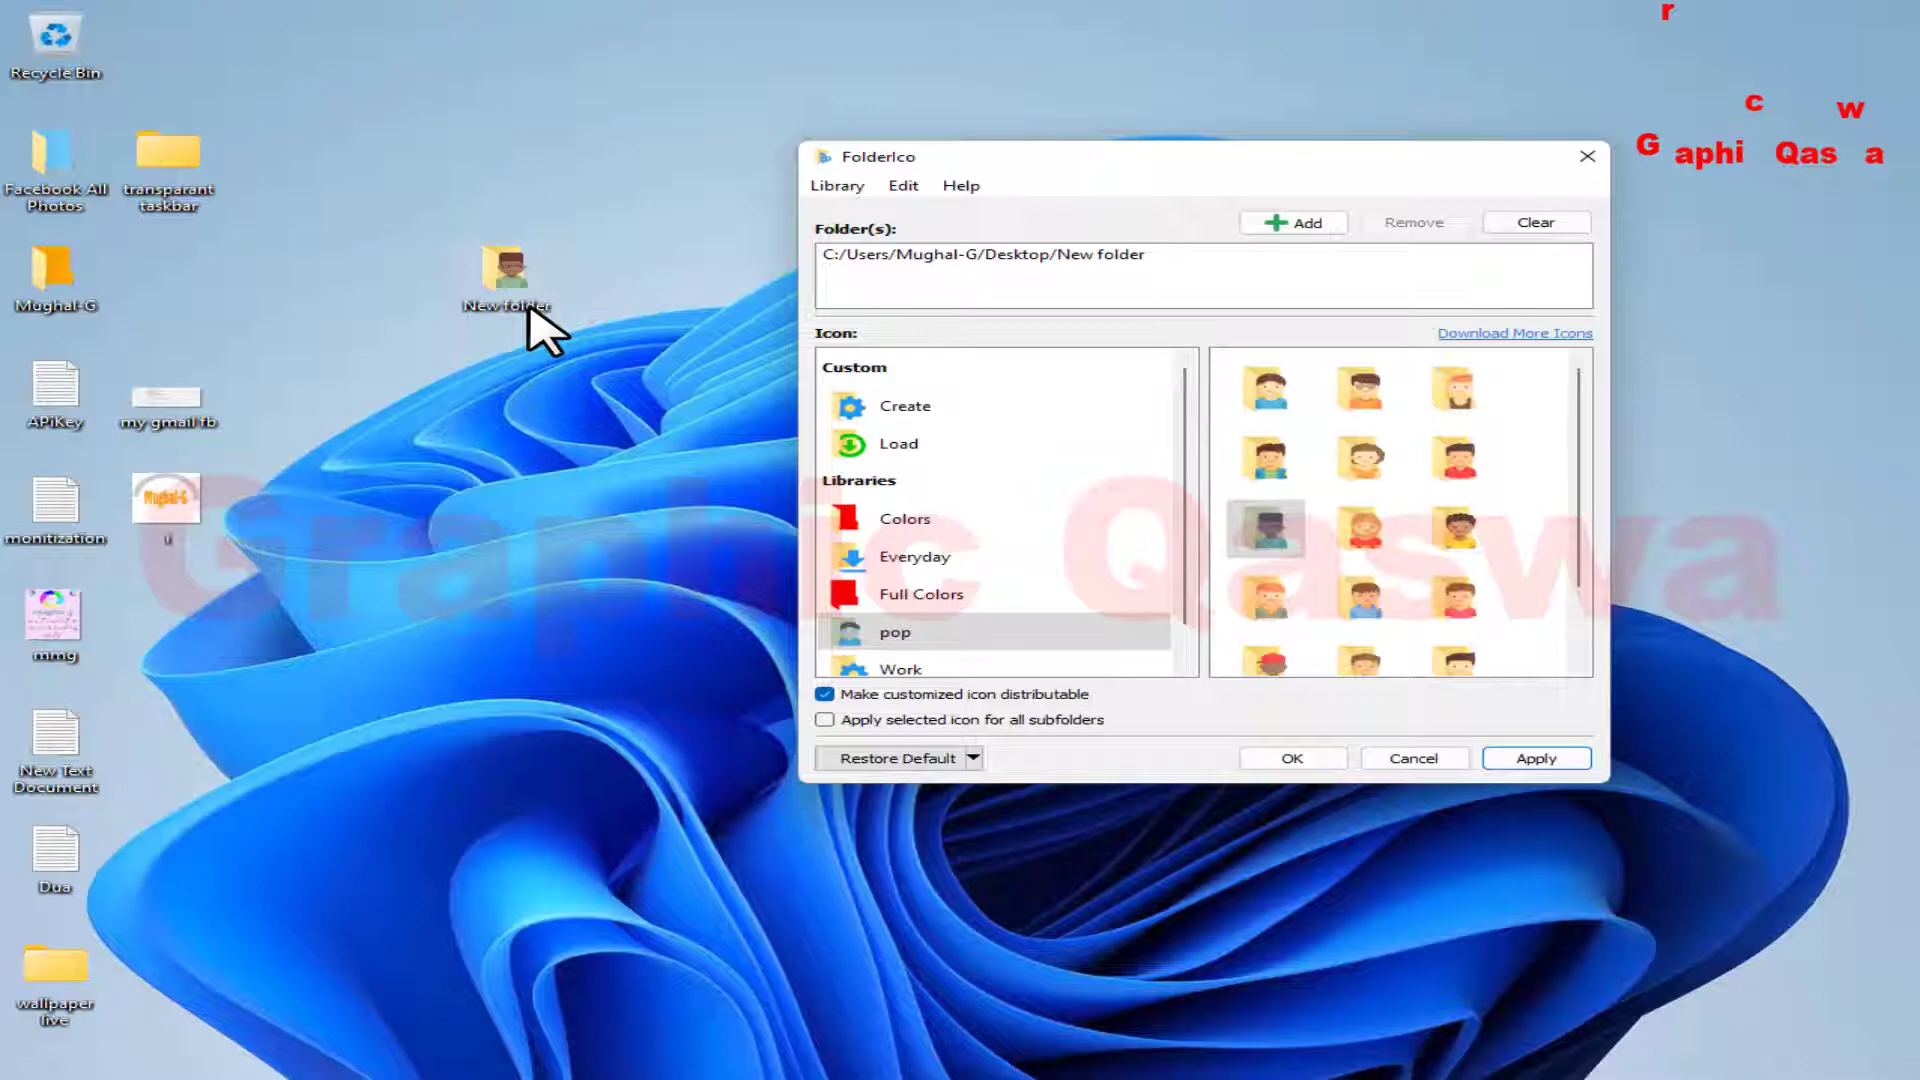 Recycle Bin
Facebook All
Photos
transparant
taskbar
Mughal-G
New folder
APiKey
my gmail fb
monitization
Mughal-G
i
mmg
New Text
Document
Dua
wallpaper
live
FolderIco
Library Edit Help
Folder(s):
Add Remove Clear
C:/Users/Mughal-G/Desktop/New folder
Icon:
Download More Icons
Custom
Create
Load
Libraries
Colors
Everyday
Full Colors
pop
Work
Make customized icon distributable
Apply selected icon for all subfolders
Restore Default OK Cancel Apply
Graphic Qaswa
r
c w
G aphi Qas a